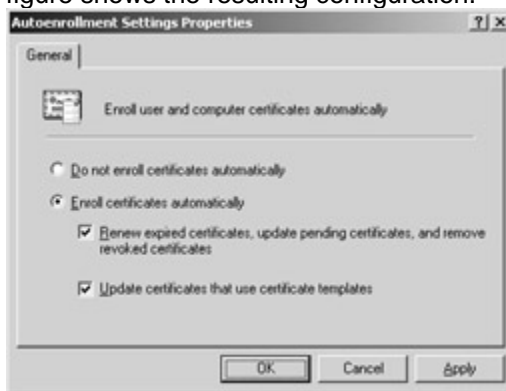 figure shows the resulting configuration.
Autoenrollment Settings Properties
General
Enroll user and computer certificates automatically
Do not enroll certificates automatically
Enroll certificates automatically
Renew expired certificates, update pending certificates, and remove
revoked certificates
Update certificates that use certificate templates
OK Cancel Apply